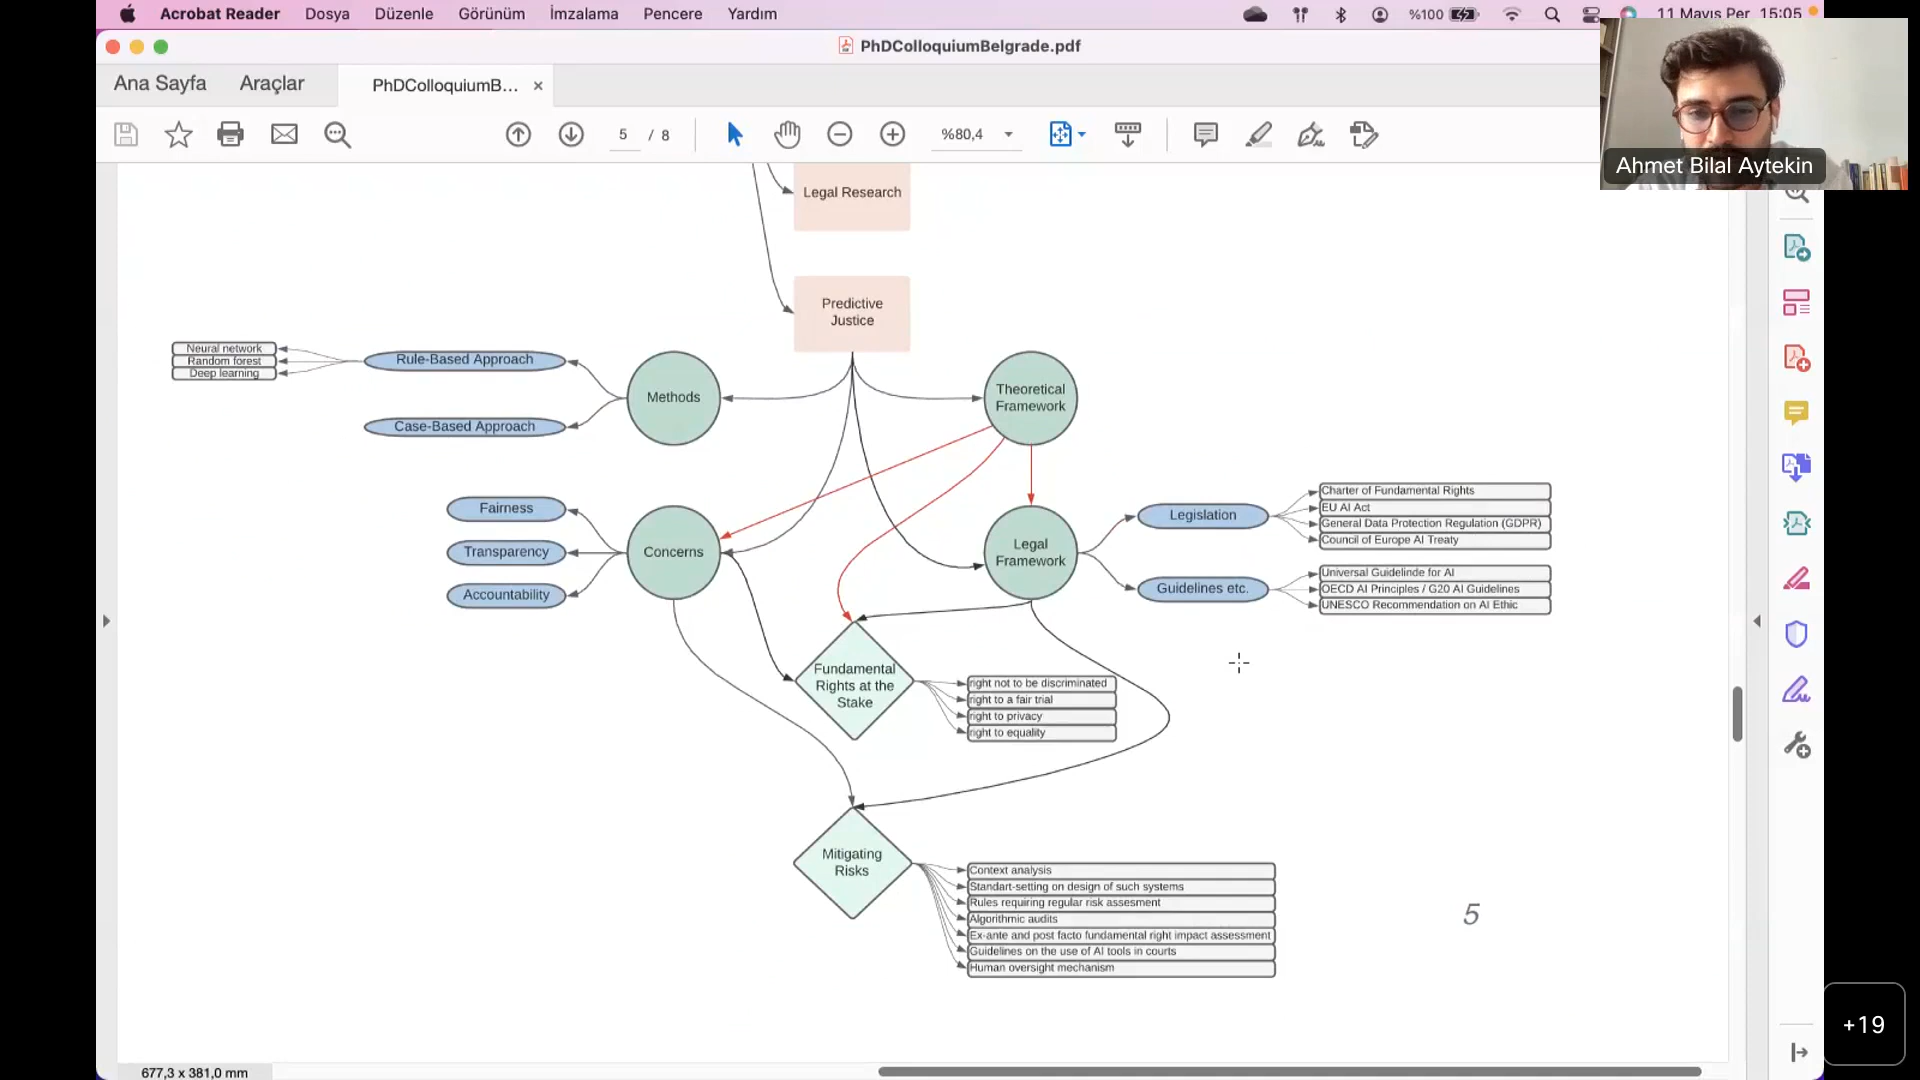 Acrobat Reader Dosya Düzenle Görünüm İmzalama Pencere Yardım %100 11 Mayıs Per 15:05
PhDColloquiumBelgrade.pdf
Ana Sayfa Araçlar PhDColloquiumB... ×
5 / 8 %80,4
Ahmet Bilal Aytekin
Legal Research
Predictive
Justice
Neural network
Random forest
Deep learning
Rule-Based Approach
Case-Based Approach
Methods
Theoretical
Framework
Fairness
Transparency
Accountability
Concerns
Legal
Framework
Legislation
Charter of Fundamental Rights
EU AI Act
General Data Protection Regulation (GDPR)
Council of Europe AI Treaty
Guidelines etc.
Universal Guidelinde for AI
OECD AI Principles / G20 AI Guidelines
UNESCO Recommendation on AI Ethic
Fundamental
Rights at the
Stake
right not to be discriminated
right to a fair trial
right to privacy
right to equality
Mitigating
Risks
Context analysis
Standart-setting on design of such systems
Rules requiring regular risk assesment
Algorithmic audits
Ex-ante and post facto fundamental right impact assessment
Guidelines on the use of AI tools in courts
Human oversight mechanism
5
+19
677,3 x 381,0 mm